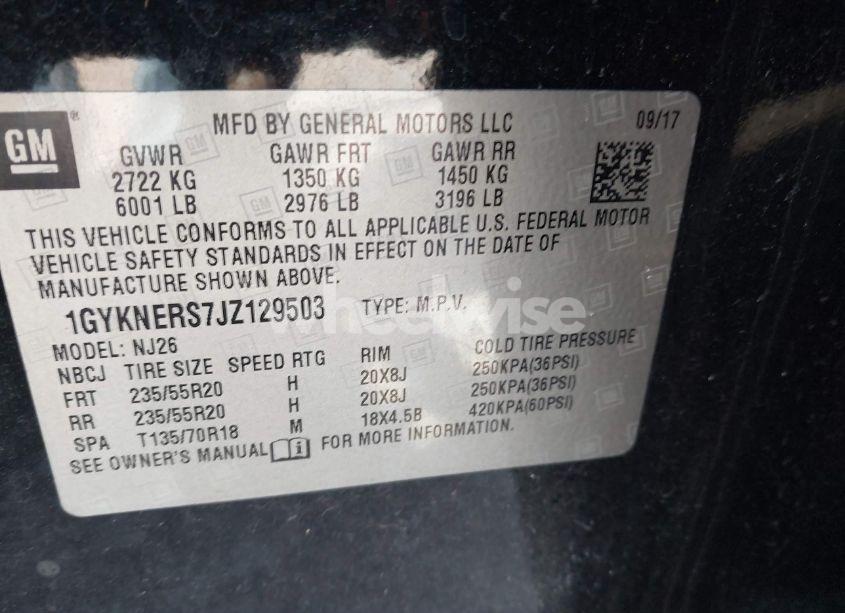 GM®
MFD BY GENERAL MOTORS LLC 09/17
GVWR GAWR FRT GAWR RR
2722 KG 1350 KG 1450 KG
6001 LB 2976 LB 3196 LB
THIS VEHICLE CONFORMS TO ALL APPLICABLE U.S. FEDERAL MOTOR
VEHICLE SAFETY STANDARDS IN EFFECT ON THE DATE OF
MANUFACTURE SHOWN ABOVE.
1GYKNERS7JZ129503 TYPE: M.P.V.
wheelwise
MODEL: NJ26
NBCJ TIRE SIZE SPEED RTG RIM COLD TIRE PRESSURE
FRT 235/55R20 H 20X8J 250KPA(36PSI)
RR 235/55R20 H 20X8J 250KPA(36PSI)
SPA T135/70R18 M 18X4.5B 420KPA(60PSI)
SEE OWNER'S MANUAL i FOR MORE INFORMATION.